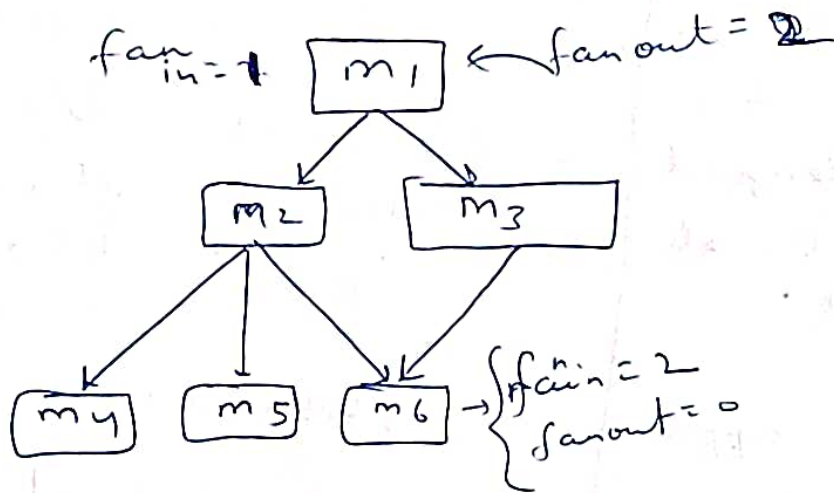 fan in = 1
m1
fan out = 2
m2
m3
m4
m5
m6
fan in = 2
fan out = 0